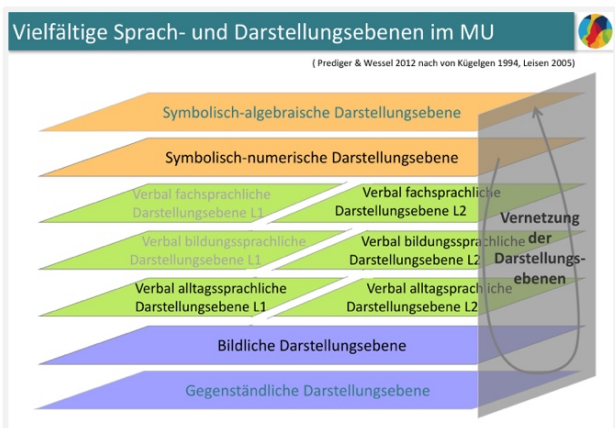 Vielfältige Sprach- und Darstellungsebenen im MU
( Prediger & Wessel 2012 nach von Kügelgen 1994, Leisen 2005)
Symbolisch-algebraische Darstellungsebene
Symbolisch-numerische Darstellungsebene
Verbal fachsprachliche
Darstellungsebene L1
Verbal fachsprachliche
Darstellungsebene L2
Verbal bildungssprachliche
Darstellungsebene L1
Verbal bildungssprachliche
Darstellungsebene L2
Verbal alltagssprachliche
Darstellungsebene L1
Verbal alltagsprachliche
Darstellungsebene L2
Vernetzung
der
Darstellungs-
ebenen
Bildliche Darstellungsebene
Gegenständliche Darstellungsebene